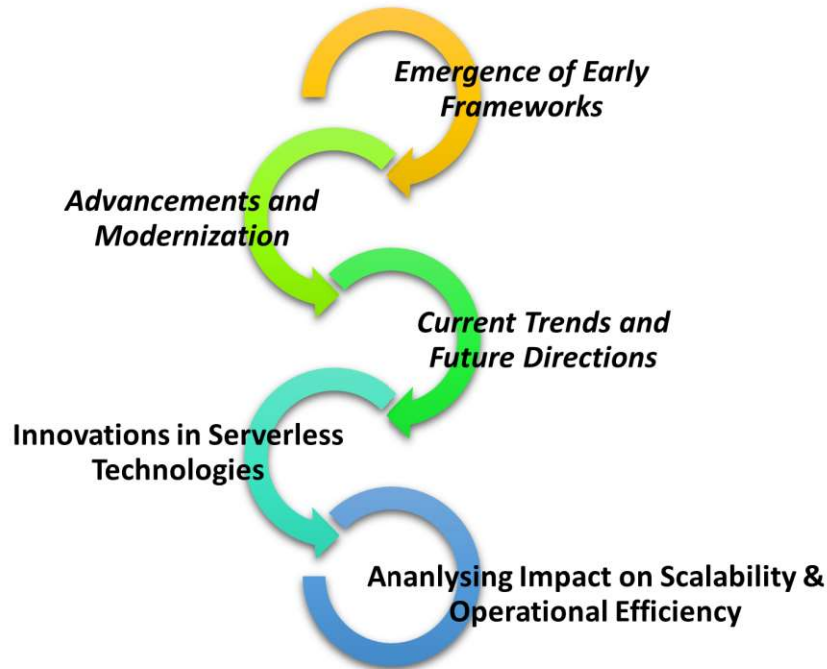 Emergence of Early
Frameworks
Advancements and
Modernization
Current Trends and
Future Directions
Innovations in Serverless
Technologies
Ananlysing Impact on Scalability &
Operational Efficiency